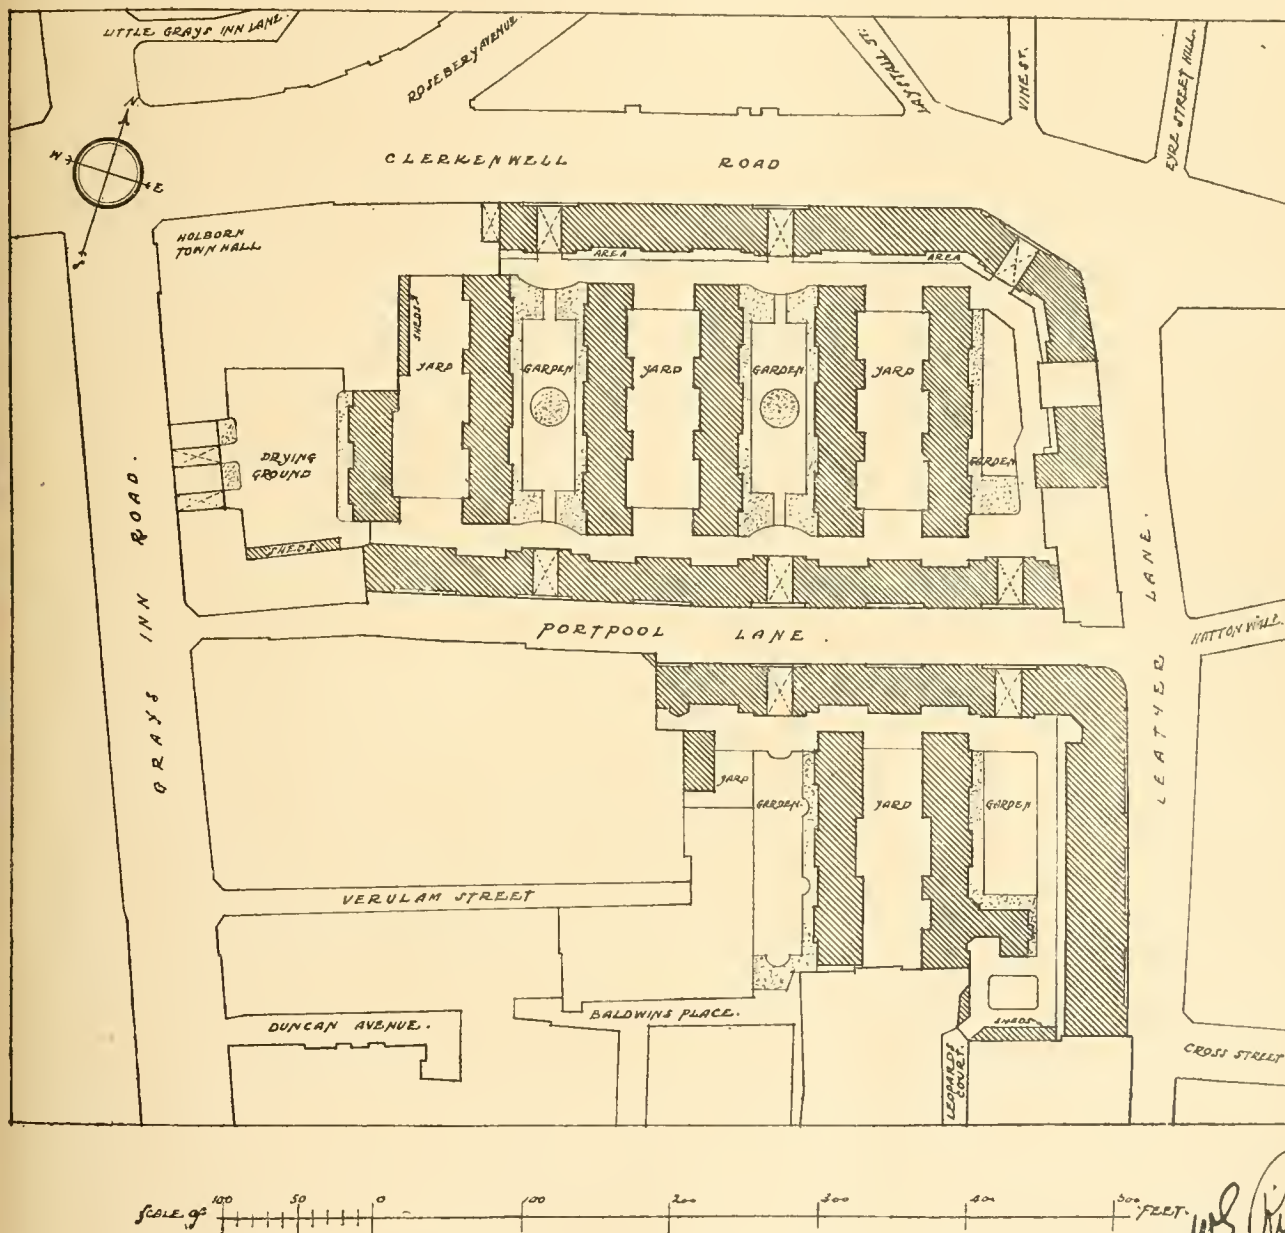 LITTLE GRAYS INN LANE.
ROSEBERY AVENUE.
LAYSTALL ST.
VINE ST.
EYRE STREET HILL.
N
W
E
S
CLERKENWELL ROAD
HOLBORN
TOWN HALL
AREA
AREA
SHEDS
YARD
GARDEN
YARD
GARDEN
YARD
GARDEN
DRYING
GROUND
SHEDS
GRAYS INN ROAD.
PORTPOOL LANE.
LEATHER LANE.
HATTON WALL.
YARD
GARDEN.
YARD
GARDEN
VERULAM STREET
BALDWINS PLACE.
DUNCAN AVENUE.
LEOPARDS
COURT.
SHEDS
CROSS STREET
SCALE OF
100 50 0 100 200 300 400 500
FEET.